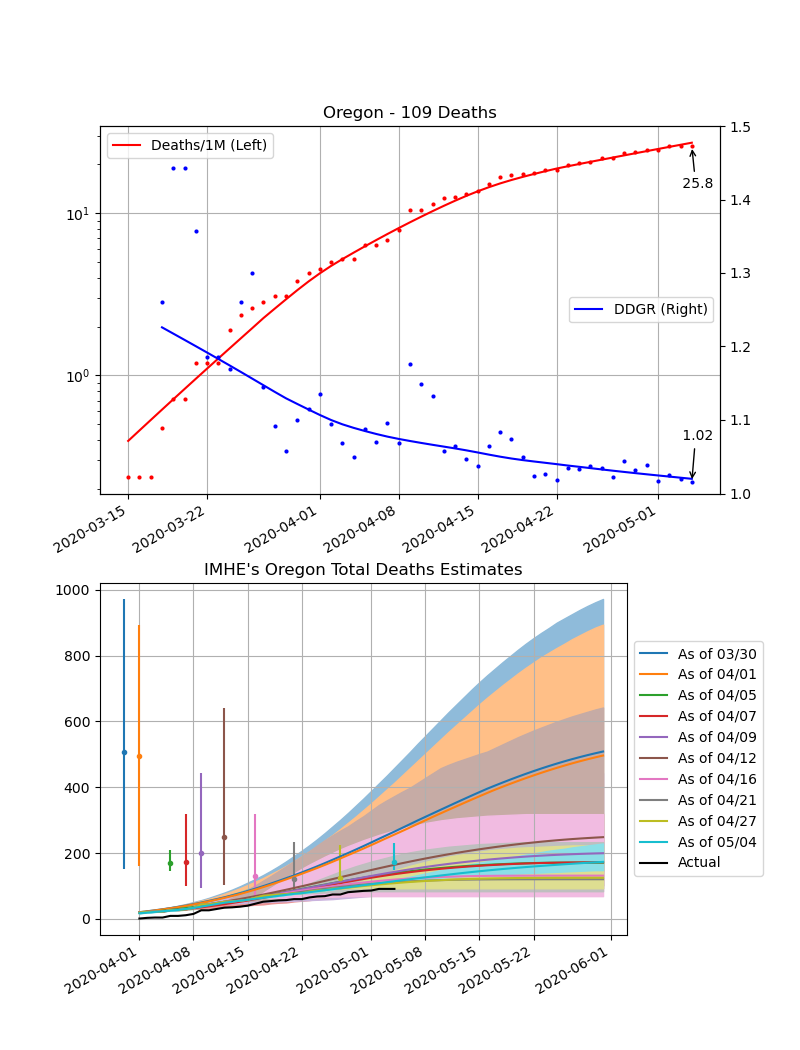 Oregon - 109 Deaths
Deaths/1M (Left)
DDGR (Right)
25.8
1.02
10¹
10⁰
1.5
1.4
1.3
1.2
1.1
1.0
2020-03-15
2020-03-22
2020-04-01
2020-04-08
2020-04-15
2020-04-22
2020-05-01
IMHE's Oregon Total Deaths Estimates
1000
800
600
400
200
0
2020-04-01
2020-04-08
2020-04-15
2020-04-22
2020-05-01
2020-05-08
2020-05-15
2020-05-22
2020-06-01
As of 03/30
As of 04/01
As of 04/05
As of 04/07
As of 04/09
As of 04/12
As of 04/16
As of 04/21
As of 04/27
As of 05/04
Actual